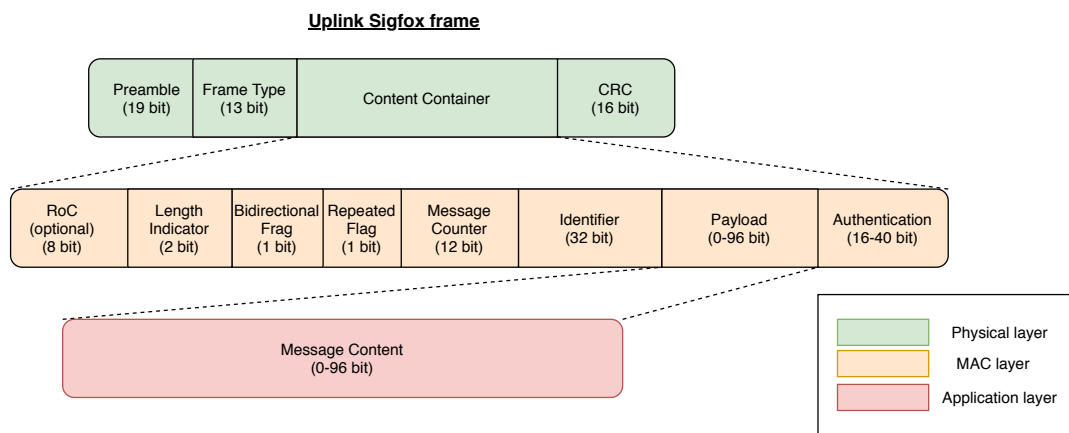 Uplink Sigfox frame
Preamble
(19 bit)
Frame Type
(13 bit)
Content Container
CRC
(16 bit)
RoC
(optional)
(8 bit)
Length
Indicator
(2 bit)
Bidirectional
Frag
(1 bit)
Repeated
Flag
(1 bit)
Message
Counter
(12 bit)
Identifier
(32 bit)
Payload
(0-96 bit)
Authentication
(16-40 bit)
Message Content
(0-96 bit)
Physical layer
MAC layer
Application layer